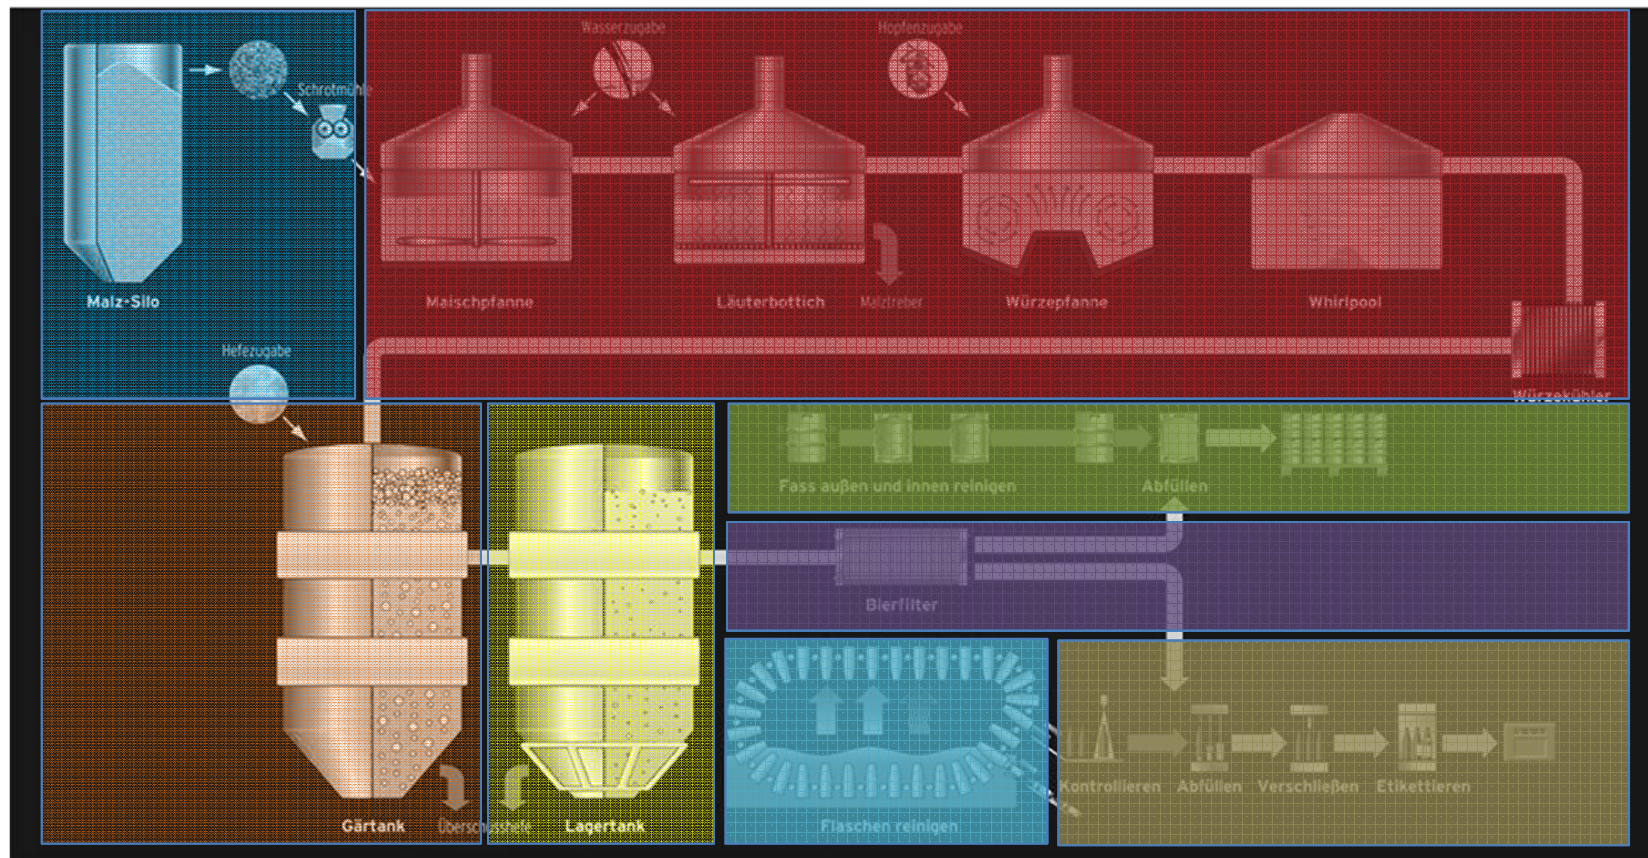 Wasserzugabe
Hopfenzugabe
Schrotmühle
Malz-Silo
Maischpfanne
Läuterbottich
Malztreber
Würzepfanne
Whirlpool
Hefezugabe
Würzekühler
Fass außen und innen reinigen
Abfüllen
Bierfilter
Kontrollieren
Abfüllen
Verschließen
Etikettieren
Gärtank
Überschusshefe
Lagertank
Flaschen reinigen